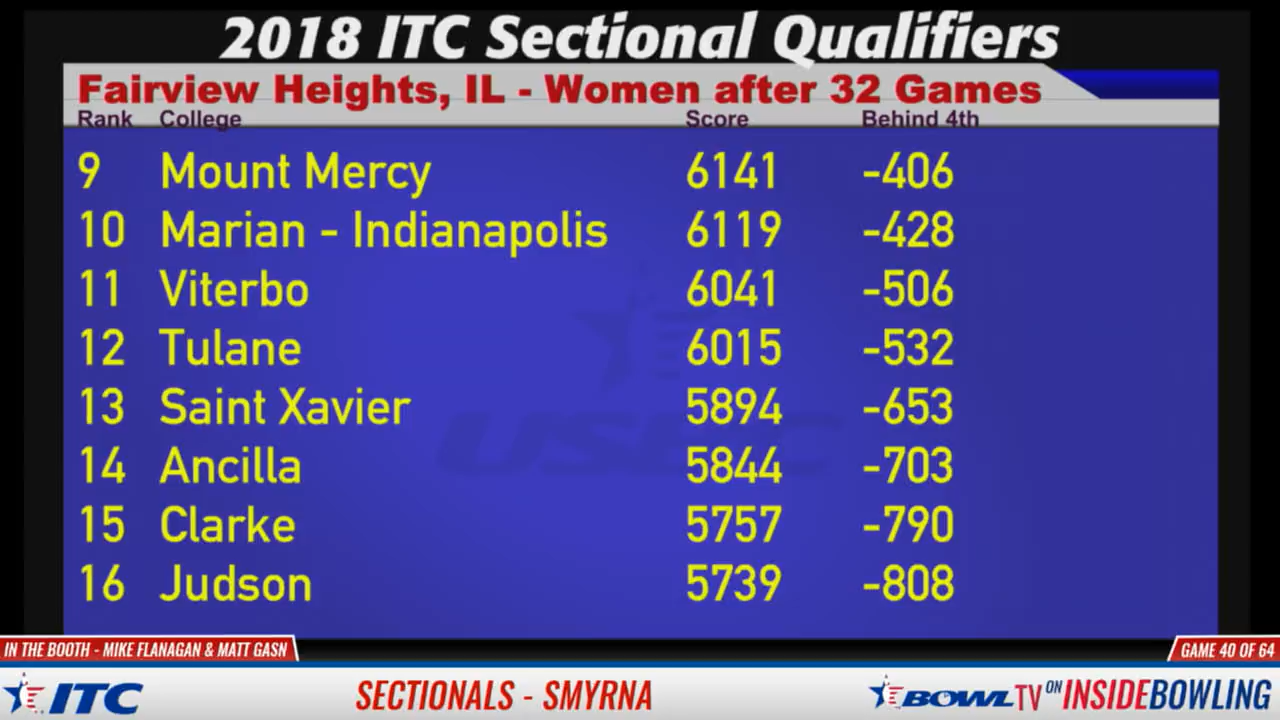 2018 ITC Sectional Qualifiers
Fairview Heights, IL - Women after 32 Games
Rank College Score Behind 4th
9 Mount Mercy 6141 -406
10 Marian - Indianapolis 6119 -428
11 Viterbo 6041 -506
12 Tulane 6015 -532
13 Saint Xavier 5894 -653
14 Ancilla 5844 -703
15 Clarke 5757 -790
16 Judson 5739 -808
USBC
IN THE BOOTH - MIKE FLANAGAN & MATT GASN
GAME 40 OF 64
ITC SECTIONALS - SMYRNA BOWLTV ON INSIDEBOWLING